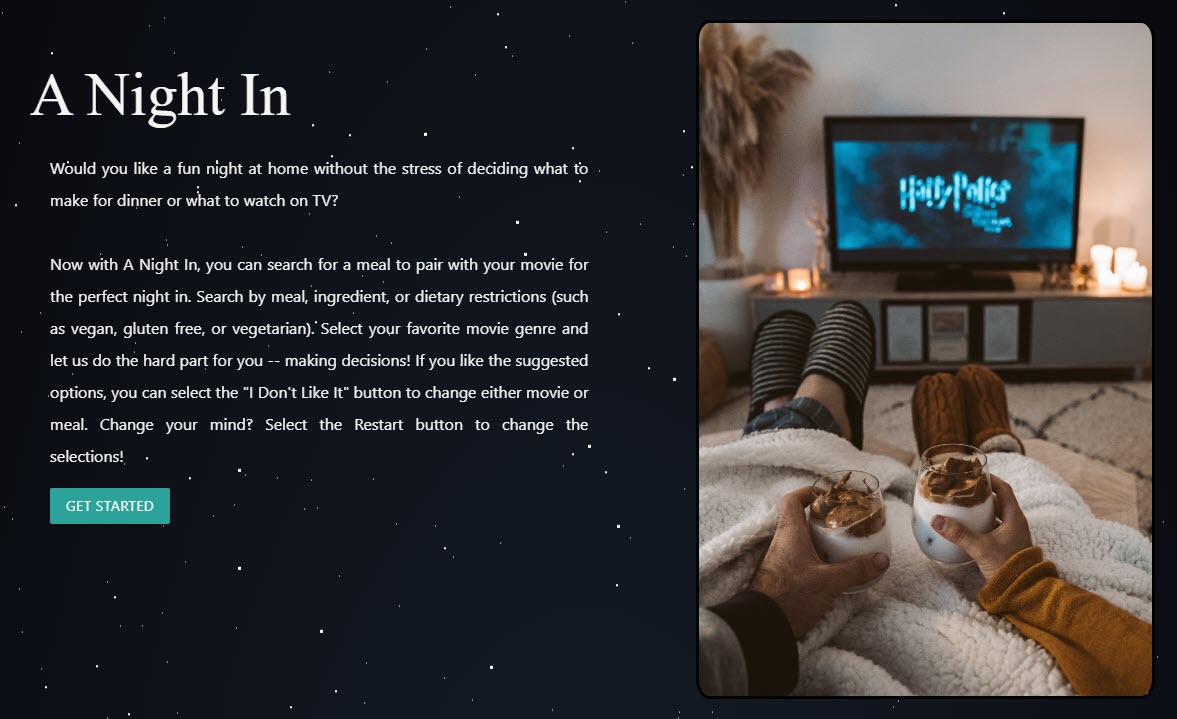 A Night In
Would you like a fun night at home without the stress of deciding what to
make for dinner or what to watch on TV?
Now with A Night In, you can search for a meal to pair with your movie for
the perfect night in. Search by meal, ingredient, or dietary restrictions (such
as vegan, gluten free, or vegetarian). Select your favorite movie genre and
let us do the hard part for you -- making decisions! If you like the suggested
options, you can select the "I Don't Like It" button to change either movie or
meal. Change your mind? Select the Restart button to change the
selections!
GET STARTED
Harry Potter